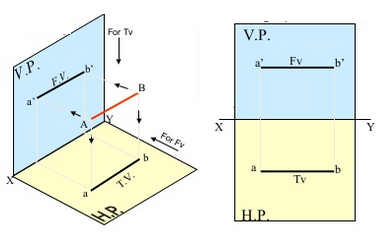 For Tv
V.P.
F.V.
b'
a'
B
A
Y
For Fv
b
X
a
T.V.
H.P.
V.P.
a'
Fv
b'
X
Y
a
b
Tv
H.P.